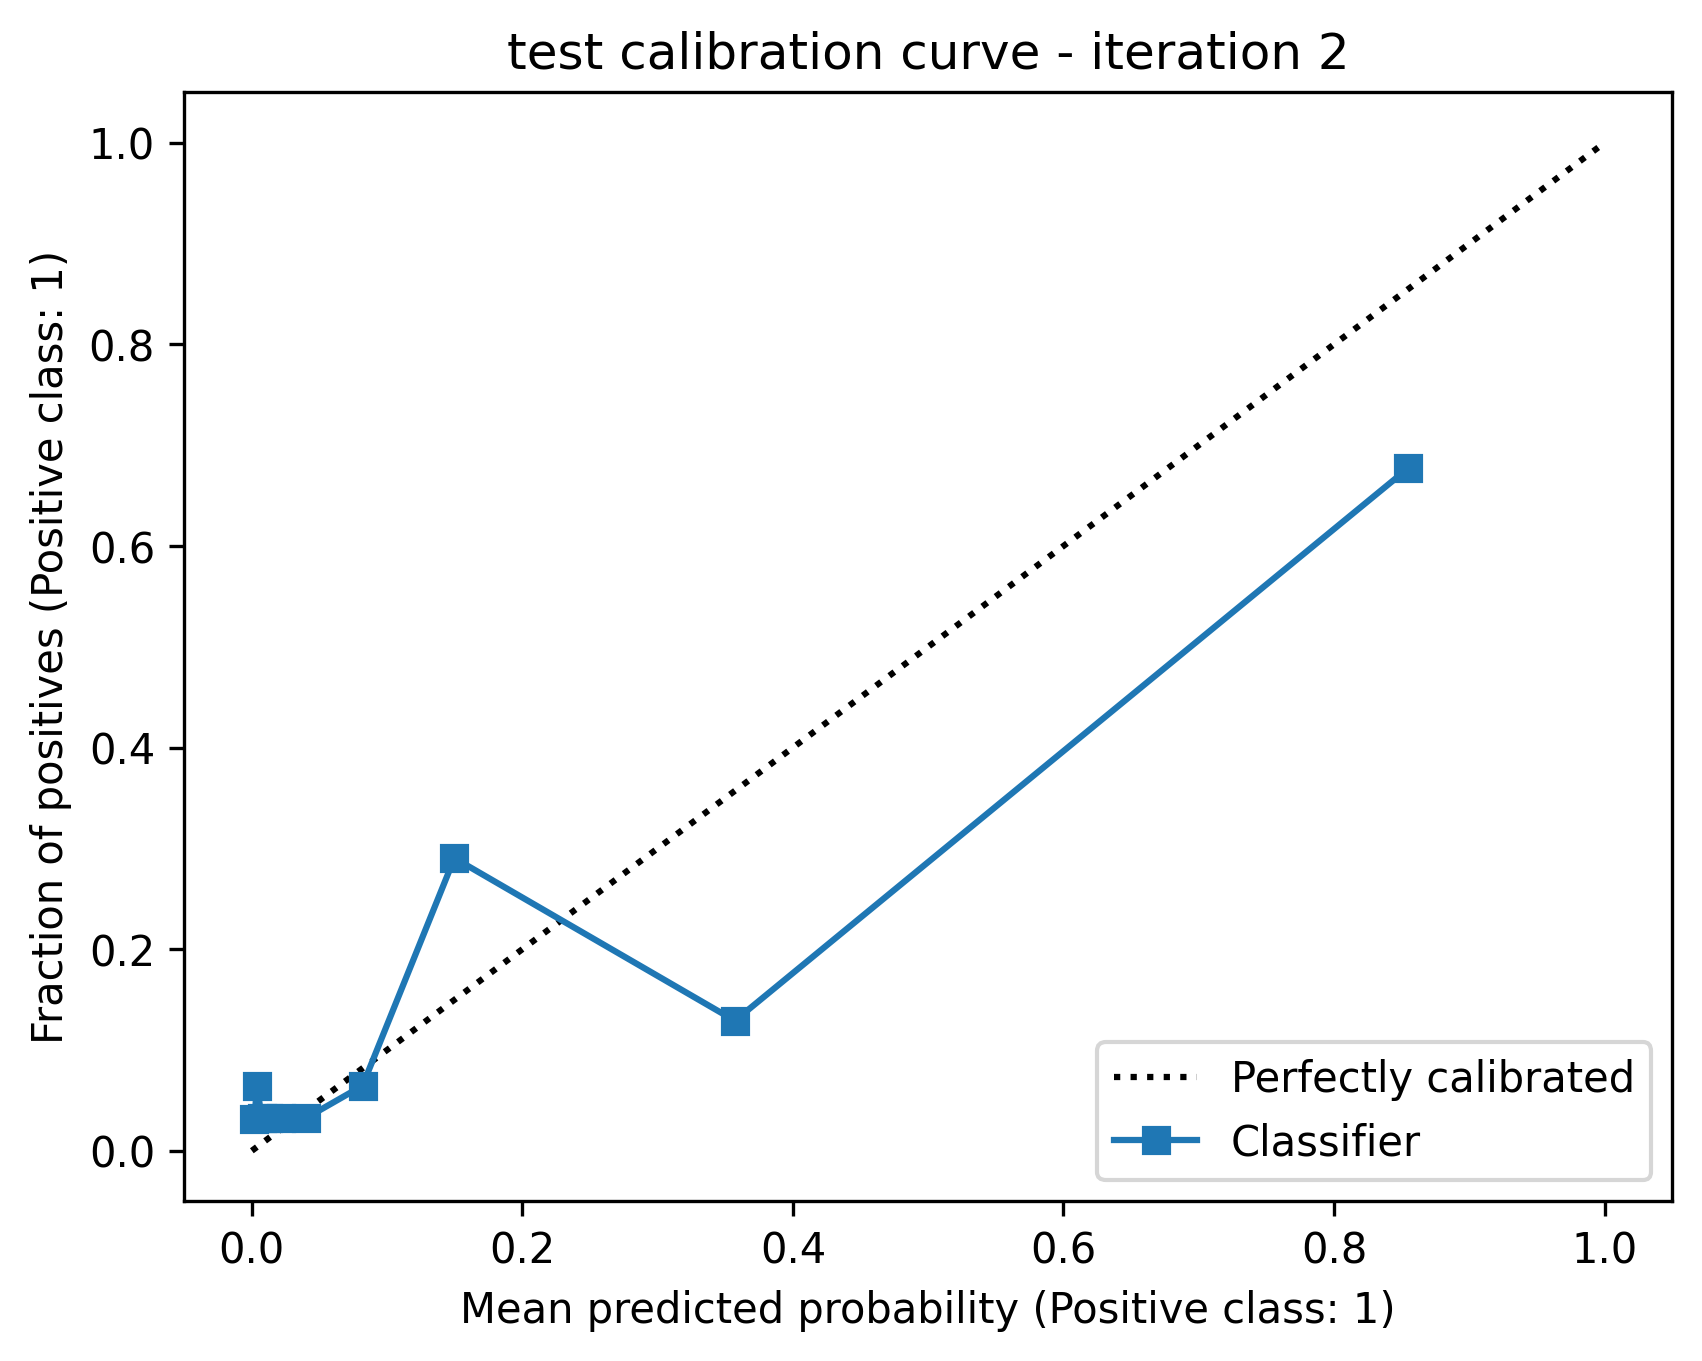 test calibration curve - iteration 2
1.0
0.8
0.6
0.4
0.2
0.0
Fraction of positives (Positive class: 1)
Perfectly calibrated
Classifier
0.0 0.2 0.4 0.6 0.8 1.0
Mean predicted probability (Positive class: 1)